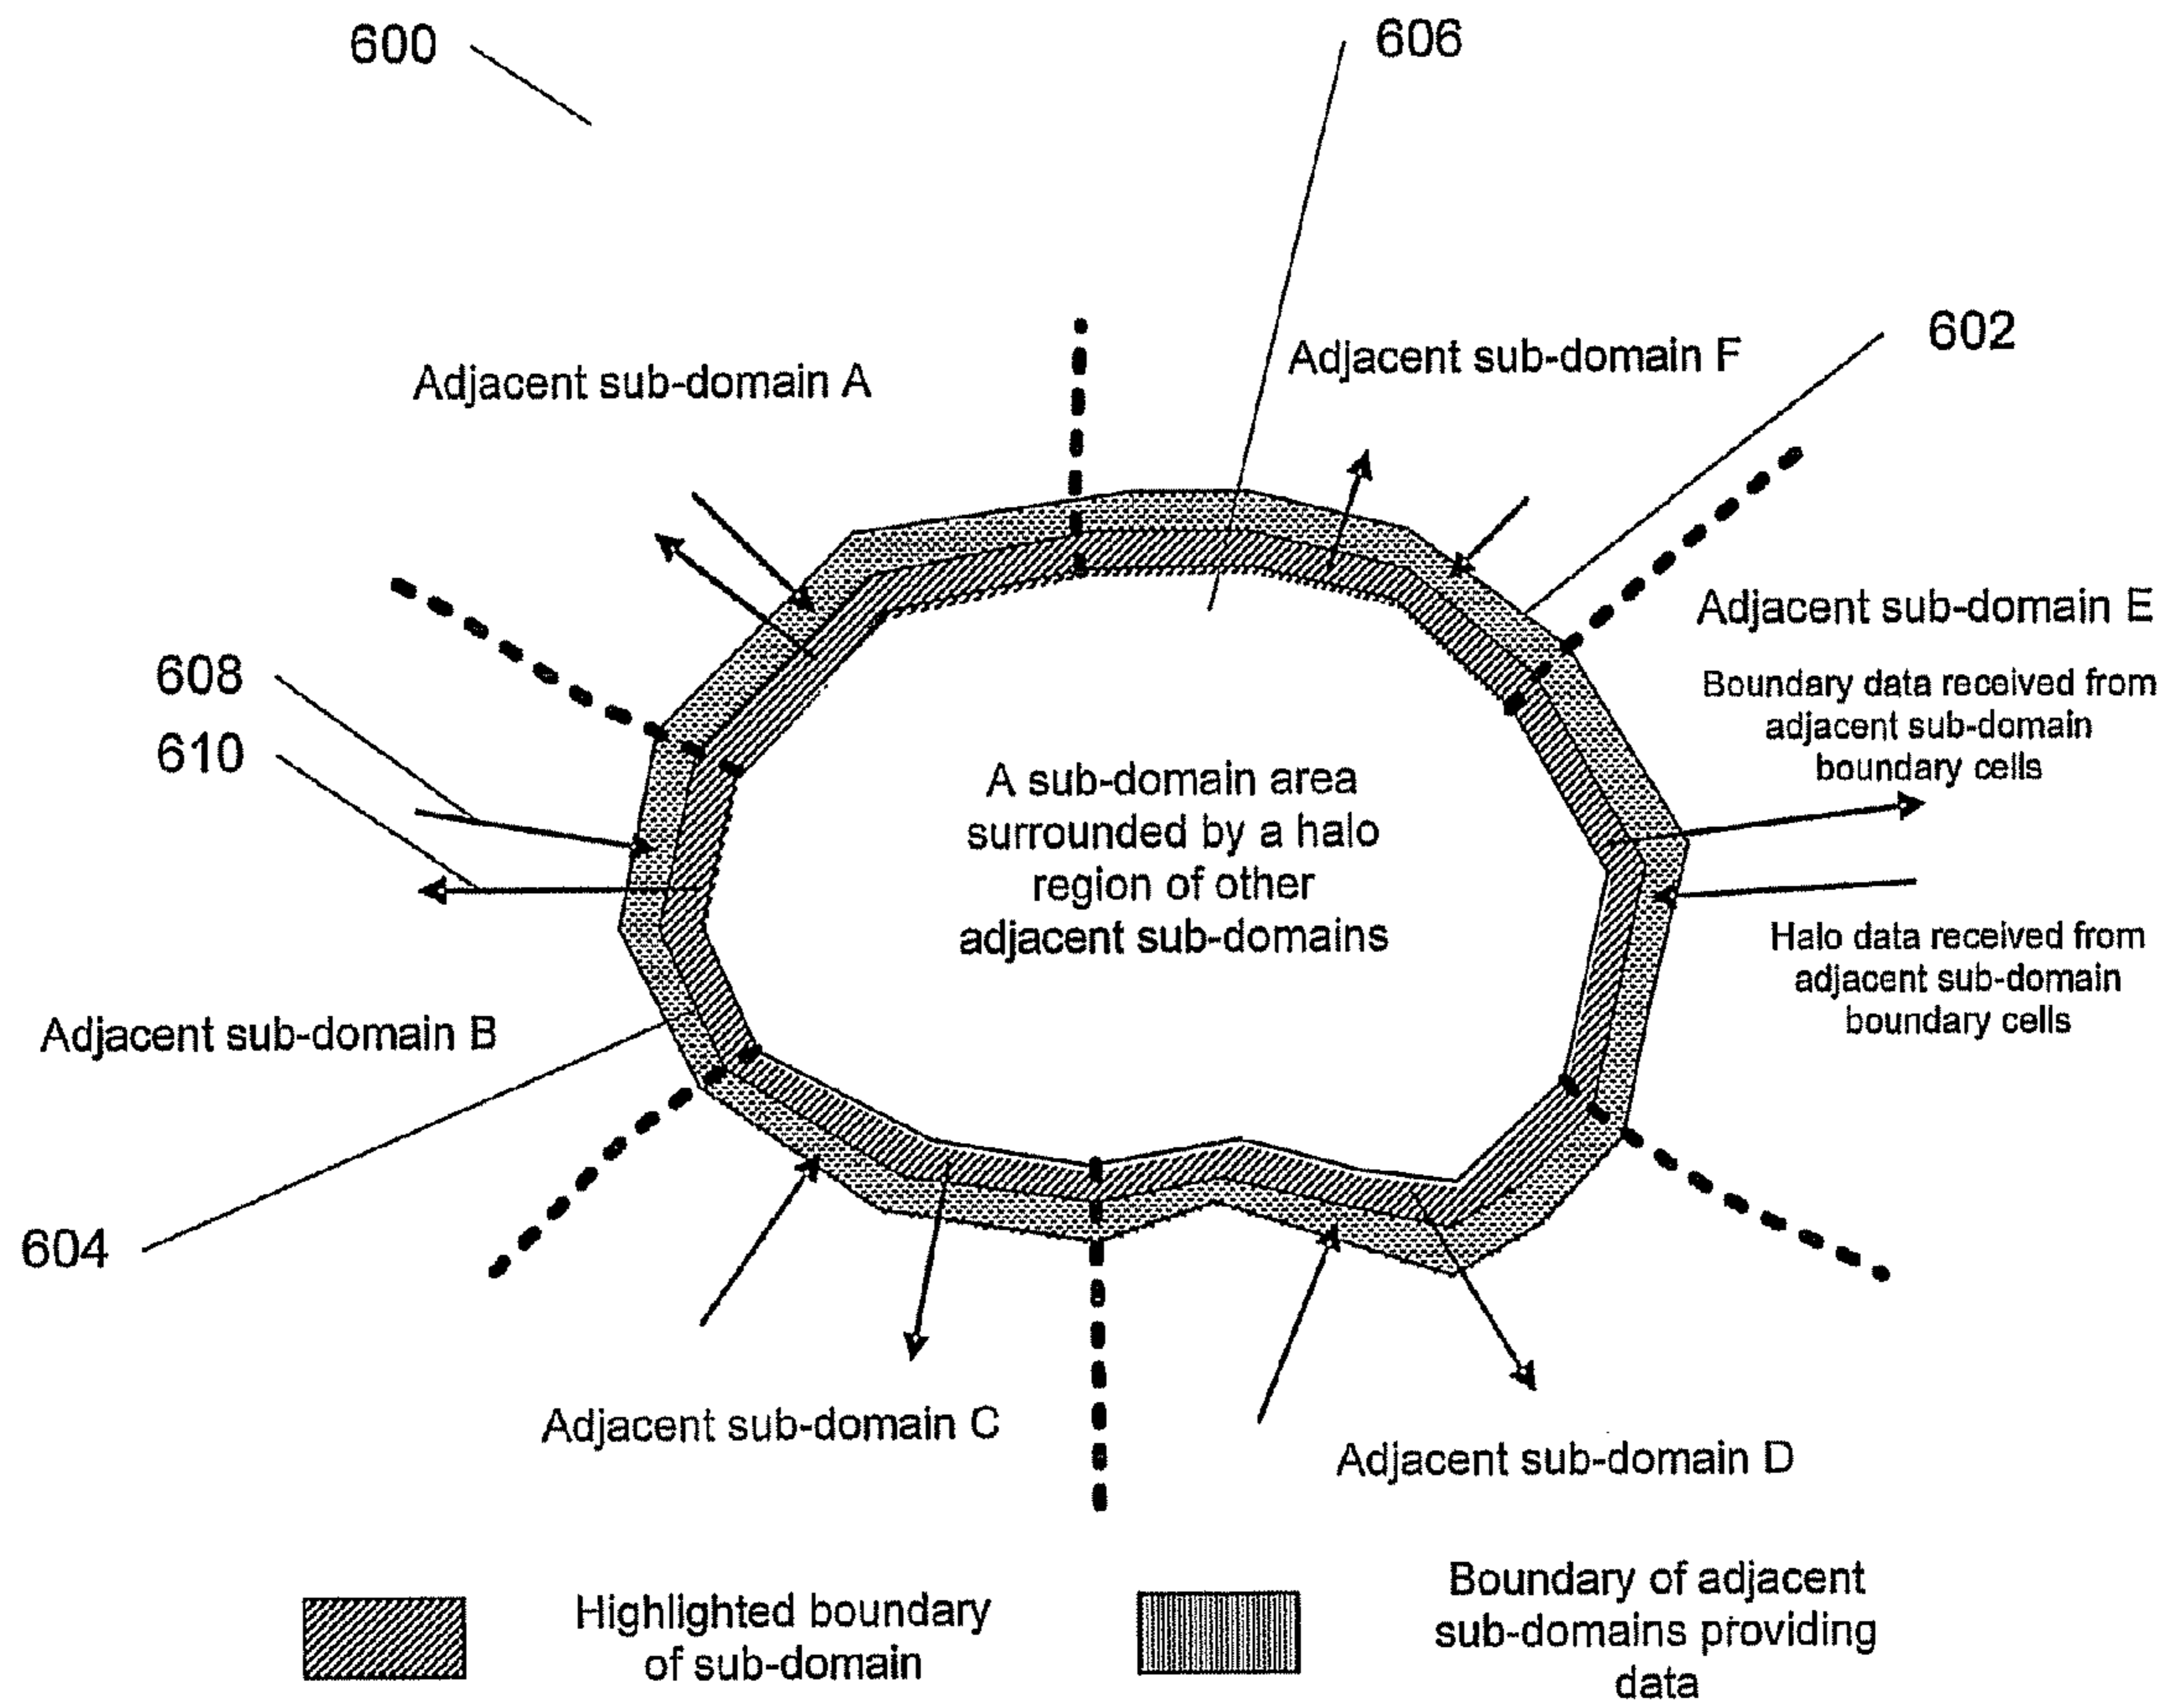 600
606
602
Adjacent sub-domain F
Adjacent sub-domain A
Adjacent sub-domain E
608
Boundary data received from
adjacent sub-domain
boundary cells
610
A sub-domain area
surrounded by a halo
region of other
adjacent sub-domains
Halo data received from
adjacent sub-domain
boundary cells
Adjacent sub-domain B
604
Adjacent sub-domain C
Adjacent sub-domain D
Highlighted boundary
of sub-domain
Boundary of adjacent
sub-domains providing
data